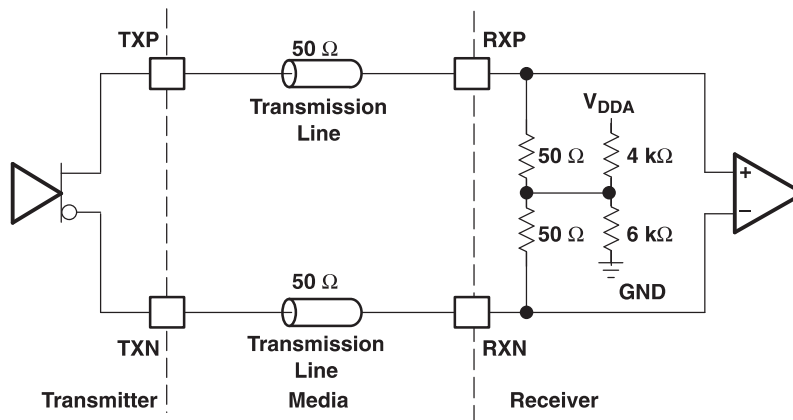 TXP
50 Ω
RXP
Transmission
Line
VDDA
50 Ω
4 kΩ
+
−
50 Ω
6 kΩ
GND
50 Ω
TXN
Transmission
Line
RXN
Transmitter
Media
Receiver